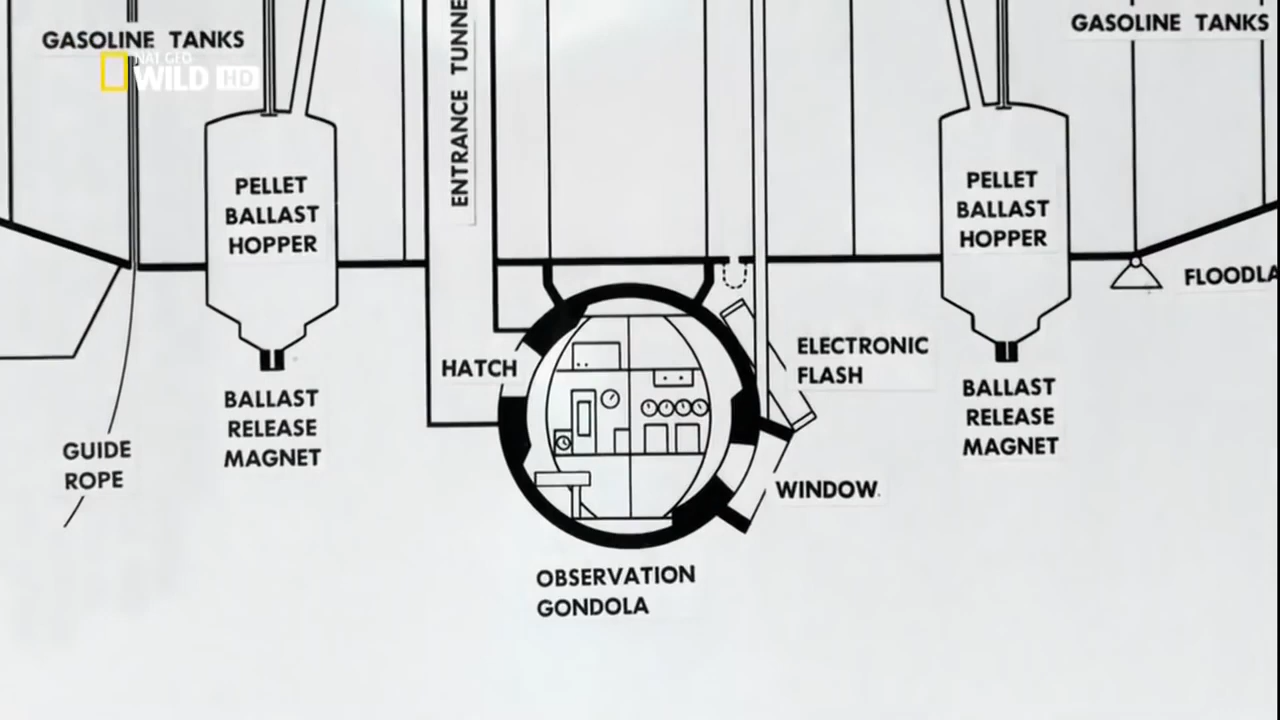 GASOLINE TANKS
GASOLINE TANKS
NAT GEO
WILD HD
ENTRANCE TUNNE
PELLET
BALLAST
HOPPER
PELLET
BALLAST
HOPPER
FLOODLA
HATCH
ELECTRONIC
FLASH
BALLAST
RELEASE
MAGNET
BALLAST
RELEASE
MAGNET
GUIDE
ROPE
WINDOW.
OBSERVATION
GONDOLA